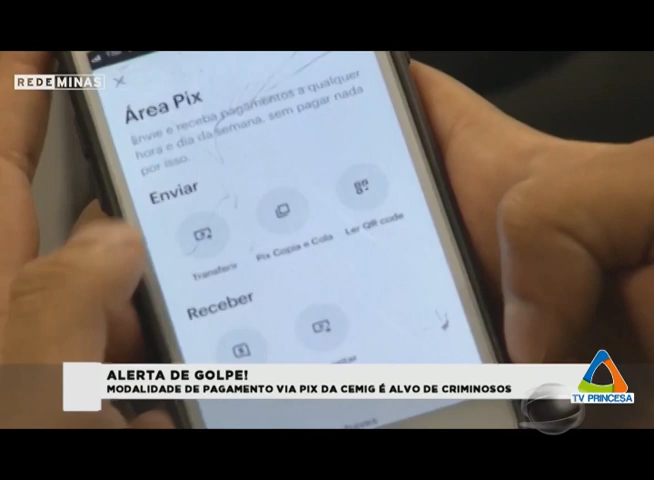 REDE MINAS
Área Pix
Envie e receba pagamentos a qualquer
hora e dia da semana, sem pagar nada
por isso.
Enviar
Transferir
Pix Copia e Cola
Ler QR code
Receber
ALERTA DE GOLPE!
MODALIDADE DE PAGAMENTO VIA PIX DA CEMIG É ALVO DE CRIMINOSOS
TV PRINCESA